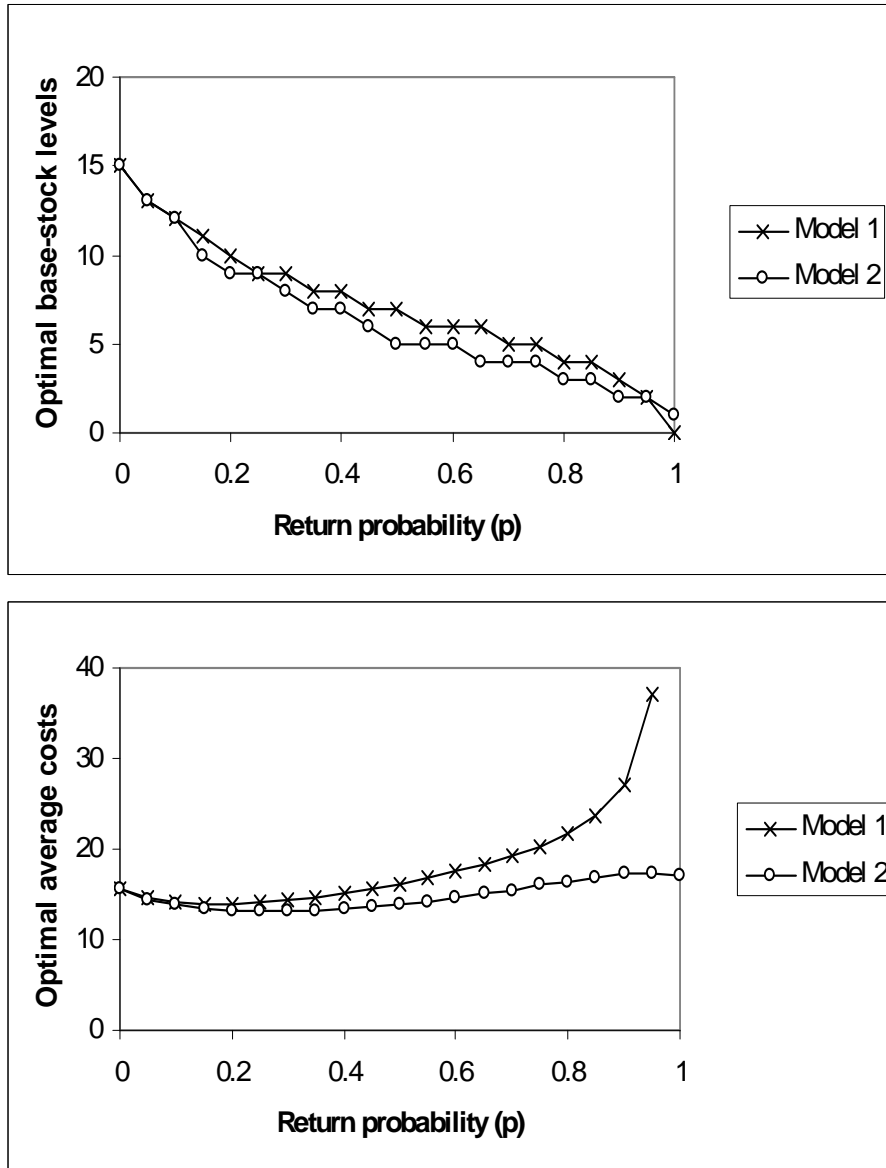 Optimal base-stock levels
20
15
10
5
0
0 0.2 0.4 0.6 0.8 1
Return probability (p)
Model 1
Model 2
Optimal average costs
40
30
20
10
0
0 0.2 0.4 0.6 0.8 1
Return probability (p)
Model 1
Model 2